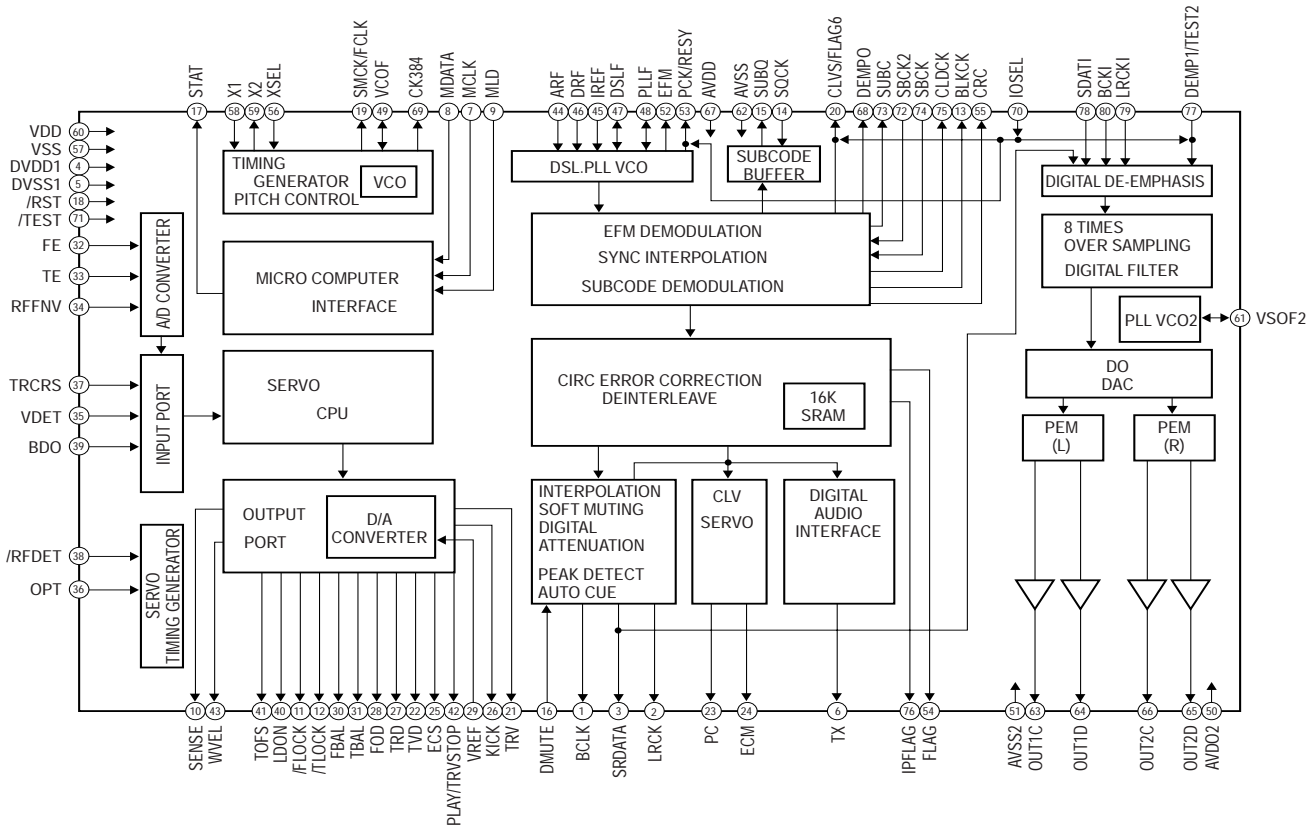 STAT
X1
X2
XSEL
SMCK/FCLK
VCOF
CK384
MDATA
MCLK
MLD
ARF
DRF
IREF
DSLF
PLLF
EFM
PCK/RESY
AVDD
AVSS
SUBQ
SQCK
CLVS/FLAG6
DEMPO
SUBC
SBCK2
SBCK
CLDCK
BLKCK
CRC
IOSEL
SDATI
BCKI
LRCKI
DEMP1/TEST2
17
58
59
56
19
49
69
8
7
9
44
46
45
47
48
52
53
67
62
15
14
20
68
73
72
74
75
13
55
70
78
80
79
77
VDD 60
VSS 57
DVDD1 4
DVSS1 5
/RST 18
/TEST 71
FE 32
TE 33
RFFNV 34
TRCRS 37
VDET 35
BDO 39
/RFDET 38
OPT 36
A/D CONVERTER
INPUT PORT
SERVO
TIMING GENERATOR
TIMING
GENERATOR
PITCH CONTROL
VCO
MICRO COMPUTER
INTERFACE
SERVO
CPU
OUTPUT
PORT
D/A
CONVERTER
DSL.PLL VCO
SUBCODE
BUFFER
EFM DEMODULATION
SYNC INTERPOLATION
SUBCODE DEMODULATION
CIRC ERROR CORRECTION
DEINTERLEAVE
16K
SRAM
INTERPOLATION
SOFT MUTING
DIGITAL
ATTENUATION
PEAK DETECT
AUTO CUE
CLV
SERVO
DIGITAL
AUDIO
INTERFACE
DIGITAL DE-EMPHASIS
8 TIMES
OVER SAMPLING
DIGITAL FILTER
PLL VCO2
61 VSOF2
DO
DAC
PEM
(L)
PEM
(R)
10
43
41
40
11
12
30
31
28
27
22
25
42
29
26
21
16
1
3
2
23
24
6
76
54
51
63
64
66
65
50
SENSE
WVEL
TOFS
LDON
/FLOCK
/TLOCK
FBAL
TBAL
FOD
TRD
TVD
ECS
PLAY/TRVSTOP
VREF
KICK
TRV
DMUTE
BCLK
SRDATA
LRCK
PC
ECM
TX
IPFLAG
FLAG
AVSS2
OUT1C
OUT1D
OUT2C
OUT2D
AVDO2